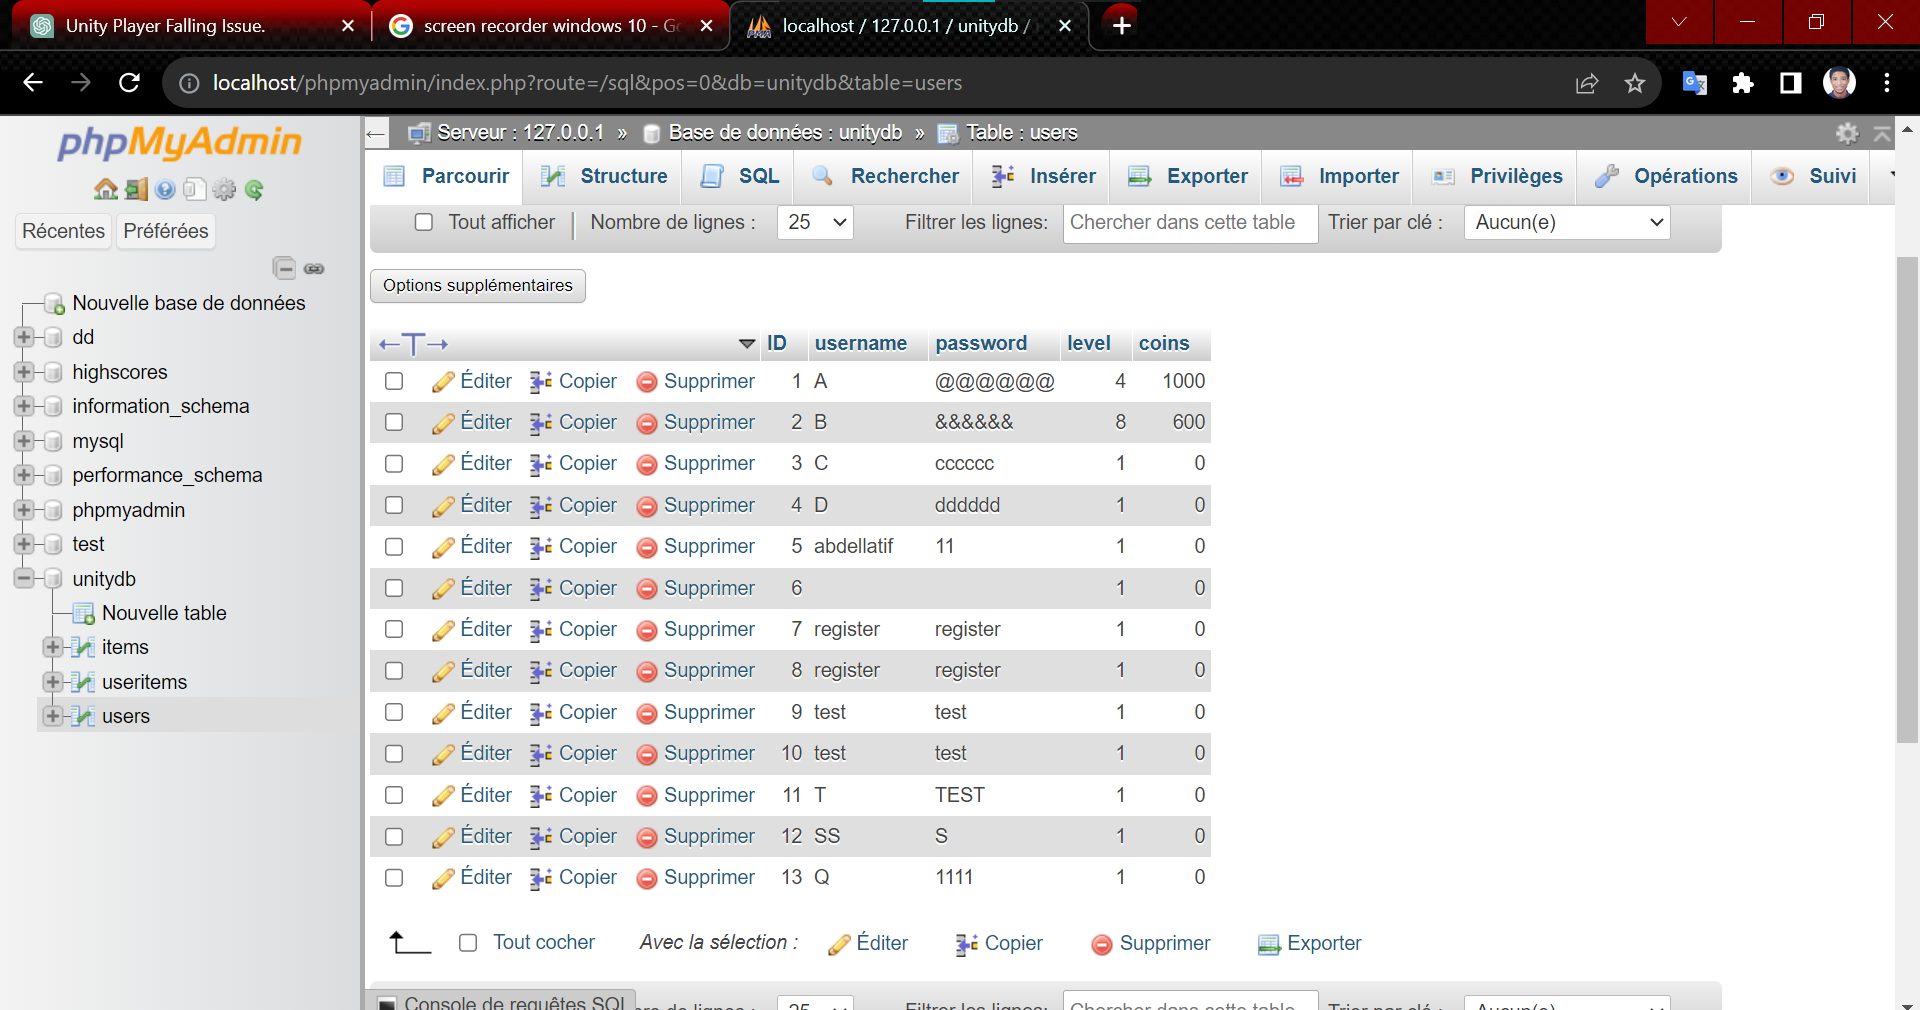 Unity Player Falling Issue.
screen recorder windows 10 - Go
localhost / 127.0.0.1 / unitydb /
localhost/phpmyadmin/index.php?route=/sql&pos=0&db=unitydb&table=users
phpMyAdmin
Récentes Préférées
Nouvelle base de données
dd
highscores
information_schema
mysql
performance_schema
phpmyadmin
test
unitydb
Nouvelle table
items
useritems
users
Serveur : 127.0.0.1 » Base de données : unitydb » Table : users
Parcourir Structure SQL Rechercher Insérer Exporter Importer Privilèges Opérations Suivi
Tout afficher Nombre de lignes : 25 Filtrer les lignes: Chercher dans cette table Trier par clé : Aucun(e)
Options supplémentaires
←T→ ID username password level coins
Éditer Copier Supprimer 1 A @@@@@@ 4 1000
Éditer Copier Supprimer 2 B &&&&&& 8 600
Éditer Copier Supprimer 3 C cccccc 1 0
Éditer Copier Supprimer 4 D dddddd 1 0
Éditer Copier Supprimer 5 abdellatif 11 1 0
Éditer Copier Supprimer 6 1 0
Éditer Copier Supprimer 7 register register 1 0
Éditer Copier Supprimer 8 register register 1 0
Éditer Copier Supprimer 9 test test 1 0
Éditer Copier Supprimer 10 test test 1 0
Éditer Copier Supprimer 11 T TEST 1 0
Éditer Copier Supprimer 12 SS S 1 0
Éditer Copier Supprimer 13 Q 1111 1 0
Tout cocher Avec la sélection : Éditer Copier Supprimer Exporter
Console de requêtes SQL re de lignes : 25 Filtrer les lignes: Chercher dans cette table Trier par clé : Aucun(e)